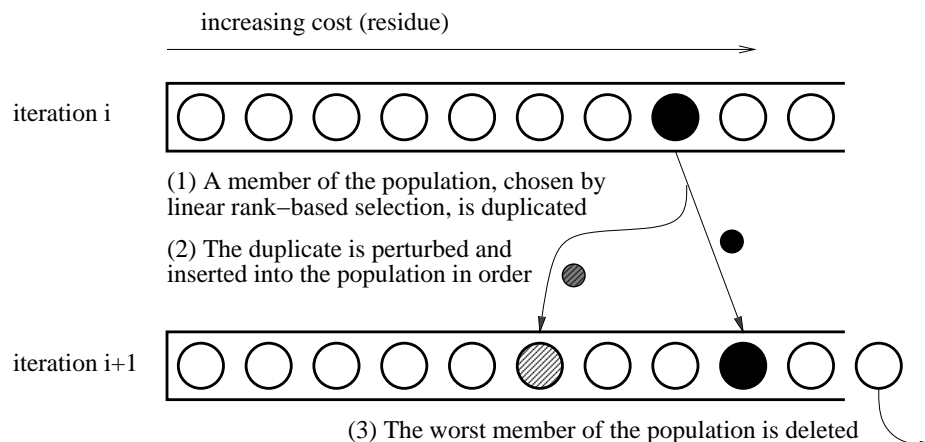 increasing cost (residue)
iteration i
(1) A member of the population, chosen by
linear rank−based selection, is duplicated
(2) The duplicate is perturbed and
inserted into the population in order
iteration i+1
(3) The worst member of the population is deleted